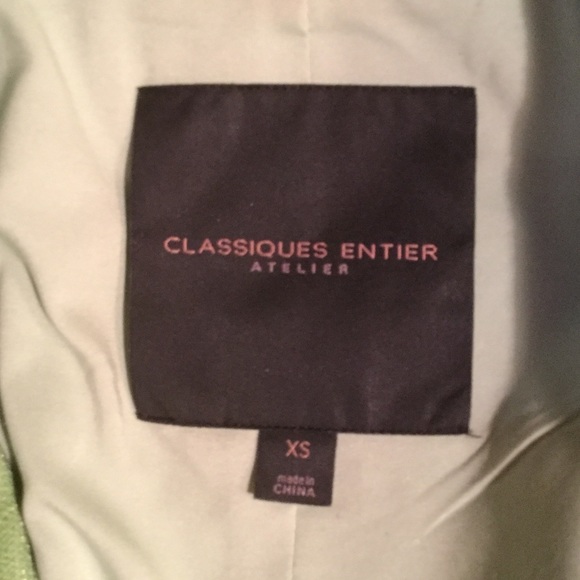 CLASSIQUES ENTIER
ATELIER
XS
made in
CHINA